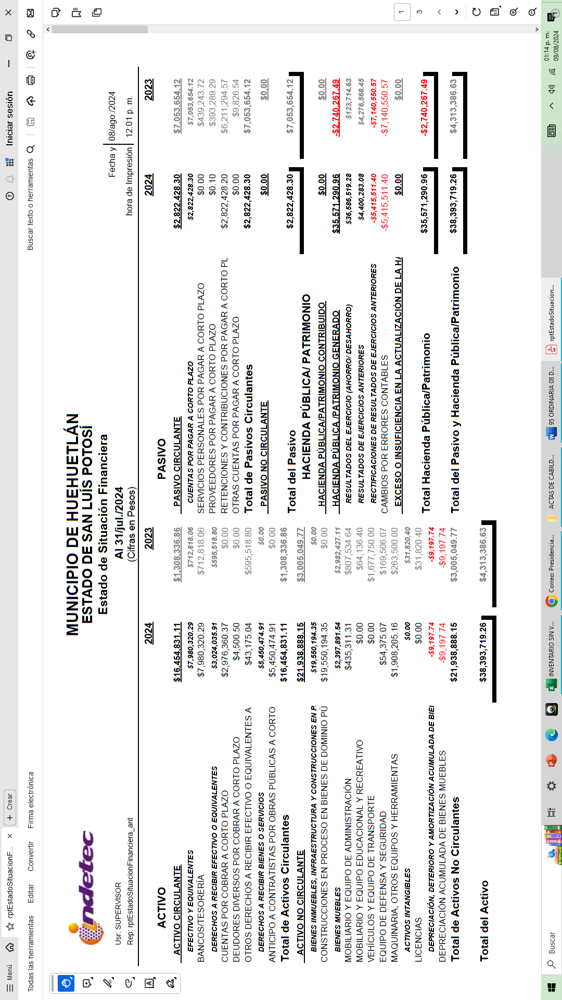 Menú
rptEstadoSituacionF...
Crear
Iniciar sesión
Todas las herramientas
Editar
Convertir
Firma electrónica
Buscar texto o herramientas
1
3
indetec
MUNICIPIO DE HUEHUETLÁN
ESTADO DE SAN LUÍS POTOSÍ
Estado de Situación Financiera
Al 31/jul./2024
(Cifras en Pesos)
Usr: SUPERVISOR
Rep: rptEstadoSituacionFinanciera_ant
Fecha y 08/ago./2024
hora de Impresión 12:01 p. m.
ACTIVO 2024 2023
ACTIVO CIRCULANTE $16,454,831.11 $1,308,336.86
EFECTIVO Y EQUIVALENTES $7,980,320.29 $712,818.06
BANCOS/TESORERÍA $7,980,320.29 $712,818.06
DERECHOS A RECIBIR EFECTIVO O EQUIVALENTES $3,024,035.91 $595,518.80
CUENTAS POR COBRAR A CORTO PLAZO $2,976,360.37 $0.00
DEUDORES DIVERSOS POR COBRAR A CORTO PLAZO $4,500.50 $0.00
OTROS DERECHOS A RECIBIR EFECTIVO O EQUIVALENTES A $43,175.04 $595,518.80
DERECHOS A RECIBIR BIENES O SERVICIOS $5,450,474.91 $0.00
ANTICIPO A CONTRATISTAS POR OBRAS PÚBLICAS A CORTO $5,450,474.91 $0.00
Total de Activos Circulantes $16,454,831.11 $1,308,336.86
ACTIVO NO CIRCULANTE $21,938,888.15 $3,005,049.77
BIENES INMUEBLES, INFRAESTRUCTURA Y CONSTRUCCIONES EN P $19,550,194.35 $0.00
CONSTRUCCIONES EN PROCESO EN BIENES DE DOMINIO PÚ $19,550,194.35 $0.00
BIENES MUEBLES $2,397,891.54 $2,982,427.11
MOBILIARIO Y EQUIPO DE ADMINISTRACIÓN $435,311.31 $807,534.64
MOBILIARIO Y EQUIPO EDUCACIONAL Y RECREATIVO $0.00 $64,136.40
VEHÍCULOS Y EQUIPO DE TRANSPORTE $0.00 $1,677,750.00
EQUIPO DE DEFENSA Y SEGURIDAD $54,375.07 $169,506.07
MAQUINARIA, OTROS EQUIPOS Y HERRAMIENTAS $1,908,205.16 $263,500.00
ACTIVOS INTANGIBLES $0.00 $31,820.40
LICENCIAS $0.00 $31,820.40
DEPRECIACIÓN, DETERIORO Y AMORTIZACIÓN ACUMULADA DE BIEI -$9,197.74 -$9,197.74
DEPRECIACIÓN ACUMULADA DE BIENES MUEBLES -$9,197.74 -$9,197.74
Total de Activos No Circulantes $21,938,888.15 $3,005,049.77
Total del Activo $38,393,719.26 $4,313,386.63
PASIVO 2024 2023
PASIVO CIRCULANTE $2,822,428.30 $7,053,654.12
CUENTAS POR PAGAR A CORTO PLAZO $2,822,428.30 $7,053,654.12
SERVICIOS PERSONALES POR PAGAR A CORTO PLAZO $0.00 $439,243.72
PROVEEDORES POR PAGAR A CORTO PLAZO $0.10 $393,289.29
RETENCIONES Y CONTRIBUCIONES POR PAGAR A CORTO PL $2,822,428.20 $6,211,294.57
OTRAS CUENTAS POR PAGAR A CORTO PLAZO $0.00 $9,826.54
Total de Pasivos Circulantes $2,822,428.30 $7,053,654.12
PASIVO NO CIRCULANTE $0.00 $0.00
Total del Pasivo $2,822,428.30 $7,053,654.12
HACIENDA PÚBLICA/ PATRIMONIO
HACIENDA PÚBLICA/PATRIMONIO CONTRIBUIDO $0.00 $0.00
HACIENDA PÚBLICA /PATRIMONIO GENERADO $35,571,290.96 -$2,740,267.49
RESULTADOS DEL EJERCICIO (AHORRO/ DESAHORRO) $36,586,519.28 $123,714.63
RESULTADOS DE EJERCICIOS ANTERIORES $4,400,283.08 $4,276,568.45
RECTIFICACIONES DE RESULTADOS DE EJERCICIOS ANTERIORES -$5,415,511.40 -$7,140,550.57
CAMBIOS POR ERRORES CONTABLES -$5,415,511.40 -$7,140,550.57
EXCESO O INSUFICIENCIA EN LA ACTUALIZACIÓN DE LA HA $0.00 $0.00
Total Hacienda Pública/Patrimonio $35,571,290.96 -$2,740,267.49
Total del Pasivo y Hacienda Pública/Patrimonio $38,393,719.26 $4,313,386.63
Buscar
INVENTARIO SIN V...
Correo: Presidencia...
ACTAS DE CABILD...
95 ORDINARIA 08 D...
rptEstadoSituacion...
01:14 p. m.
09/08/2024
1